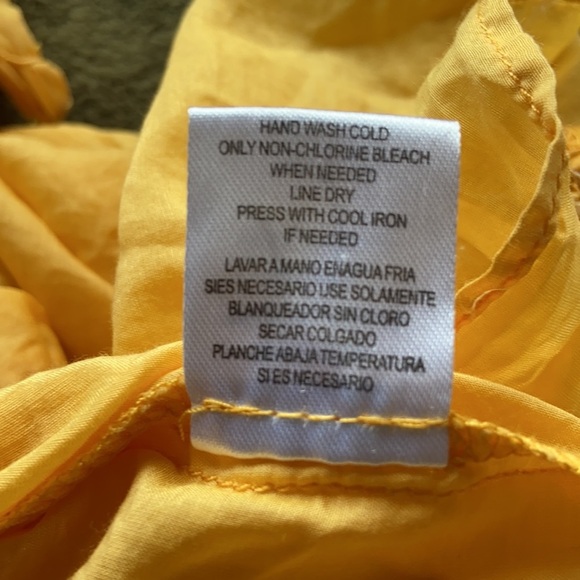 HAND WASH COLD
ONLY NON-CHLORINE BLEACH
WHEN NEEDED
LINE DRY
PRESS WITH COOL IRON
IF NEEDED
LAVAR A MANO ENAGUA FRIA
SIES NECESARIO USE SOLAMENTE
BLANQUEADOR SIN CLORO
SECAR COLGADO
PLANCHE ABAJA TEMPERATURA
SI ES NECESARIO